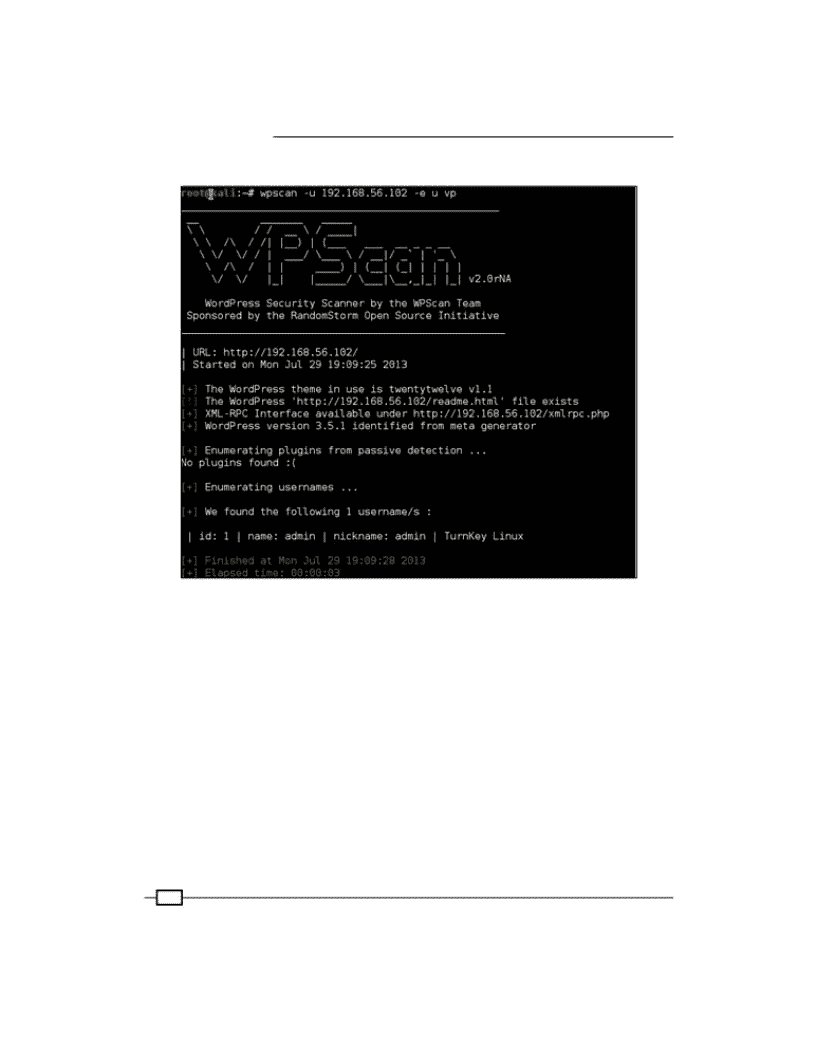 root@kali:~# wpscan -u 192.168.56.102 -e u vp
WPScan v2.0rNA
WordPress Security Scanner by the WPScan Team
Sponsored by the RandomStorm Open Source Initiative
| URL: http://192.168.56.102/
| Started on Mon Jul 29 19:09:25 2013
[+] The WordPress theme in use is twentytwelve v1.1
[!] The WordPress 'http://192.168.56.102/readme.html' file exists
[+] XML-RPC Interface available under http://192.168.56.102/xmlrpc.php
[+] WordPress version 3.5.1 identified from meta generator
[+] Enumerating plugins from passive detection ...
No plugins found :(
[+] Enumerating usernames ...
[+] We found the following 1 username/s :
| id: 1 | name: admin | nickname: admin | TurnKey Linux
[+] Finished at Mon Jul 29 19:09:28 2013
[+] Elapsed time: 00:00:03